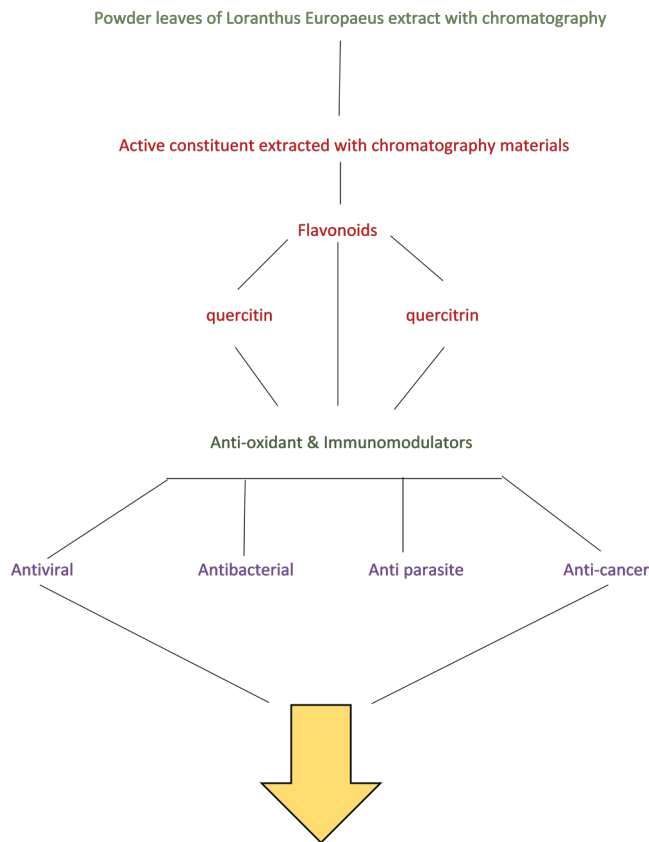 Powder leaves of Loranthus Europaeus extract with chromatography
Active constituent extracted with chromatography materials
Flavonoids
quercitin
quercitrin
Anti-oxidant & Immunomodulators
Antiviral
Antibacterial
Anti parasite
Anti-cancer